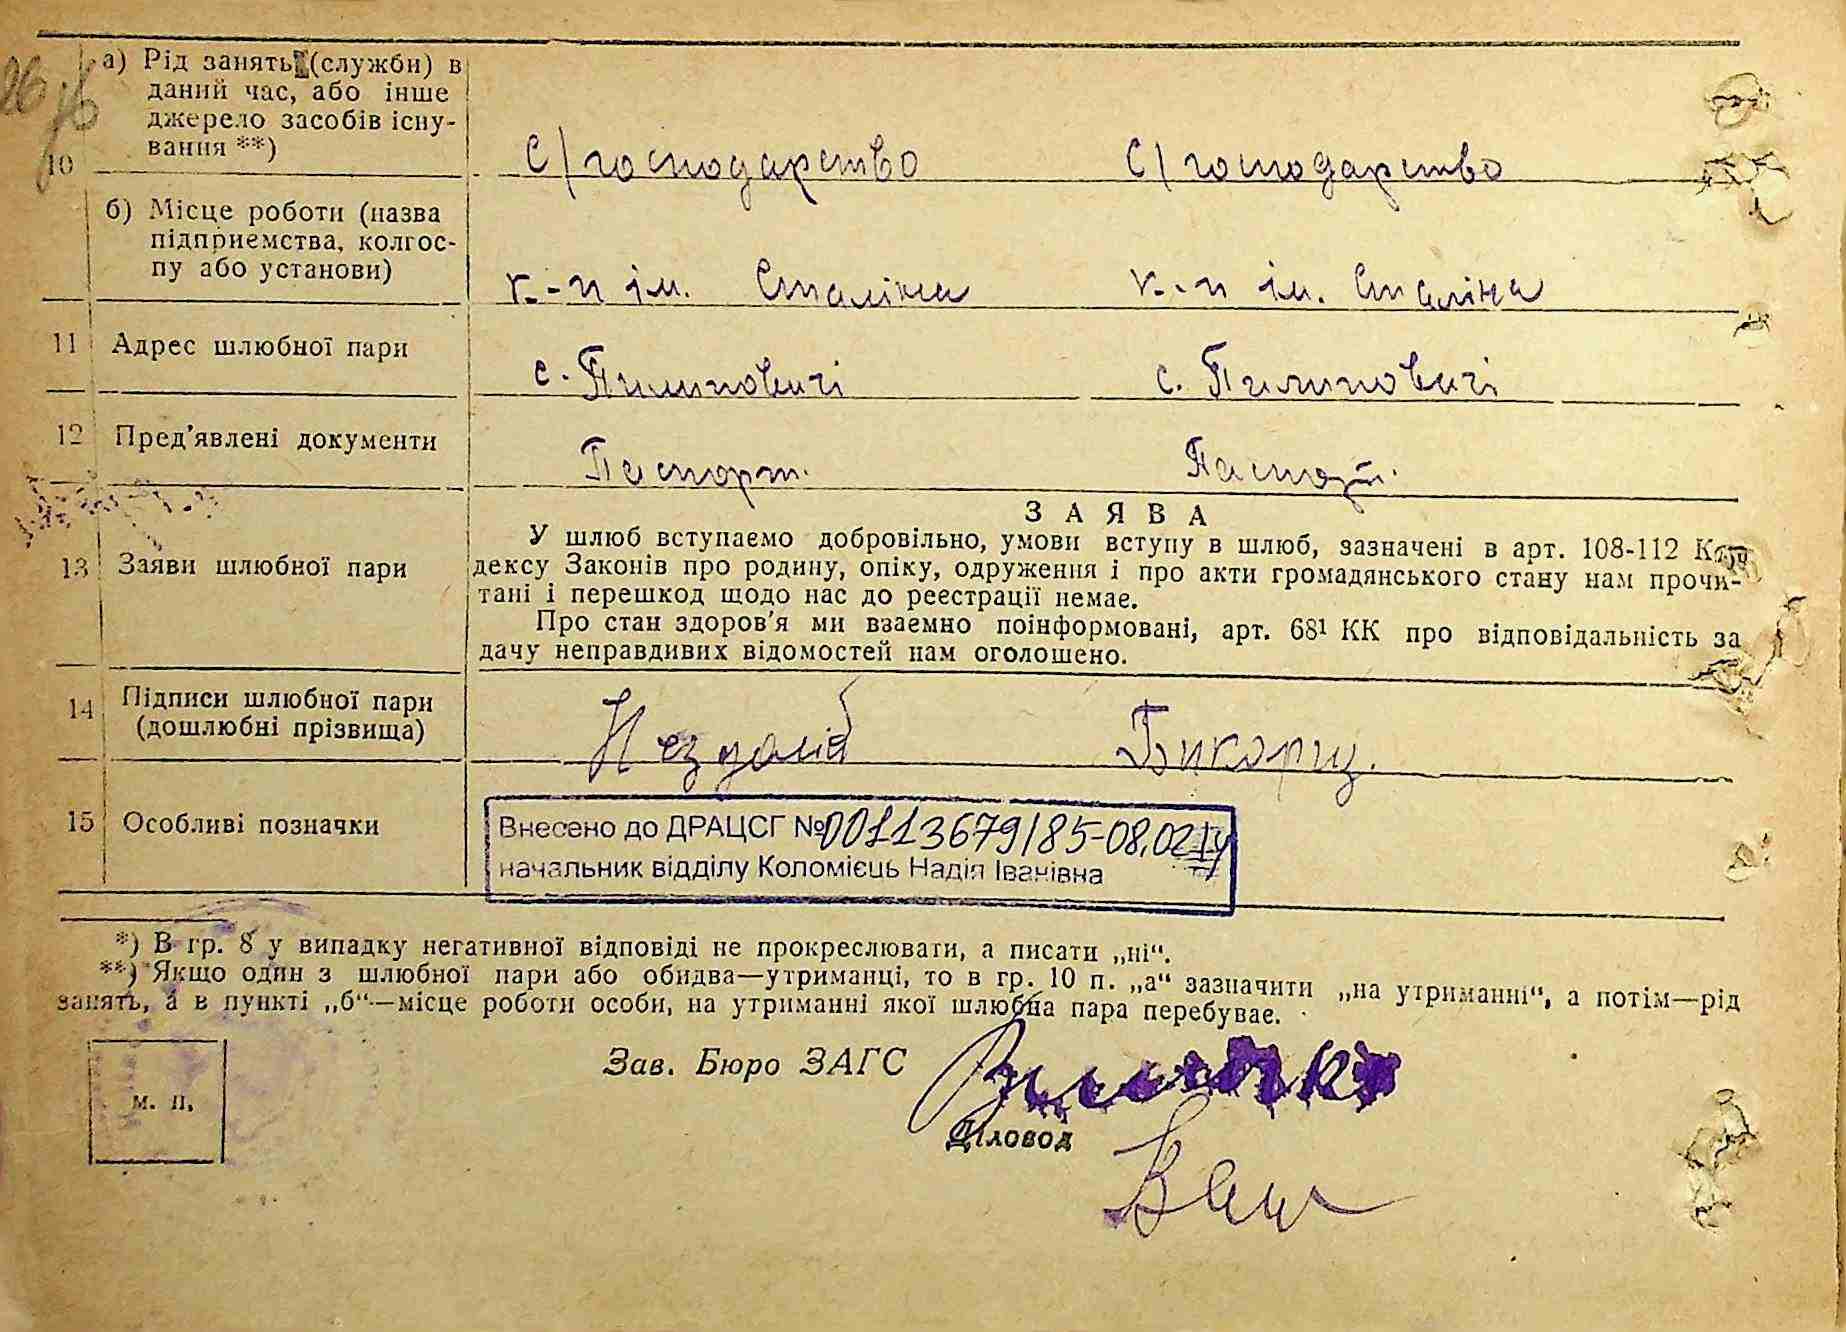 а) Рід занять (служби) в
даний час, або інше
джерело засобів існу-
вання **)
10
С/господарство С/господарство
б) Місце роботи (назва
підприємства, колгос-
пу або установи)
к-п ім. Сталіна к-п ім. Сталіна
11 Адрес шлюбної пари
с. Пилиповичі с. Пилиповичі
12 Пред'явлені документи
Паспорт. Паспорт.
З А Я В А
13 Заяви шлюбної пари
У шлюб вступаємо добровільно, умови вступу в шлюб, зазначені в арт. 108-112 Ко-
дексу Законів про родину, опіку, одруження і про акти громадянського стану нам прочи-
тані і перешкод щодо нас до реєстрації немає.
Про стан здоров'я ми взаємно поінформовані, арт. 68¹ КК про відповідальність за
дачу неправдивих відомостей нам оголошено.
14 Підписи шлюбної пари
(дошлюбні прізвища)
15 Особливі позначки
Внесено до ДРАЦСГ №00113679/85-08.02.
начальник відділу Коломієць Надія Іванівна
*) В гр. 8 у випадку негативної відповіді не прокреслювати, а писати „ні“.
**) Якщо один з шлюбної пари або обидва—утриманці, то в гр. 10 п. „а“ зазначити „на утриманні“, а потім—рід
занять, а в пункті „б“—місце роботи особи, на утриманні якої шлюбна пара перебуває.
Зав. Бюро ЗАГС
м. п.
Діловод